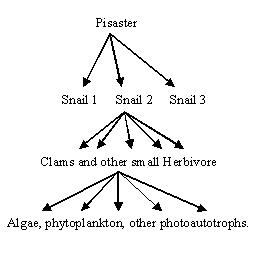 Pisaster
Snail 1 Snail 2 Snail 3
Clams and other small Herbivore
Algae, phytoplankton, other photoautotrophs.